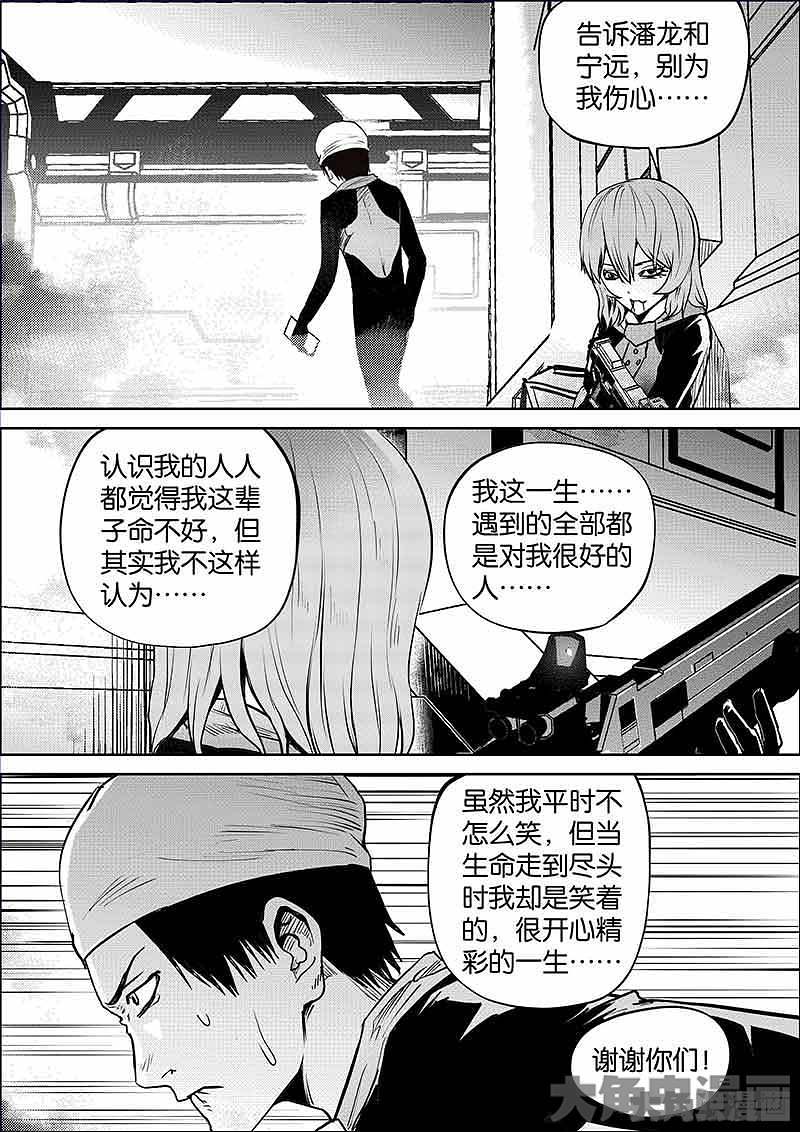 告诉潘龙和
宁远，别为
我伤心……
认识我的人人
都觉得我这辈
子命不好，但
其实我不这样
认为……
我这一生……
遇到的全部都
是对我很好的
人……
虽然我平时不
怎么笑，但当
生命走到尽头
时我却是笑着
的，很开心精
彩的一生……
谢谢你们！
大角虫漫画